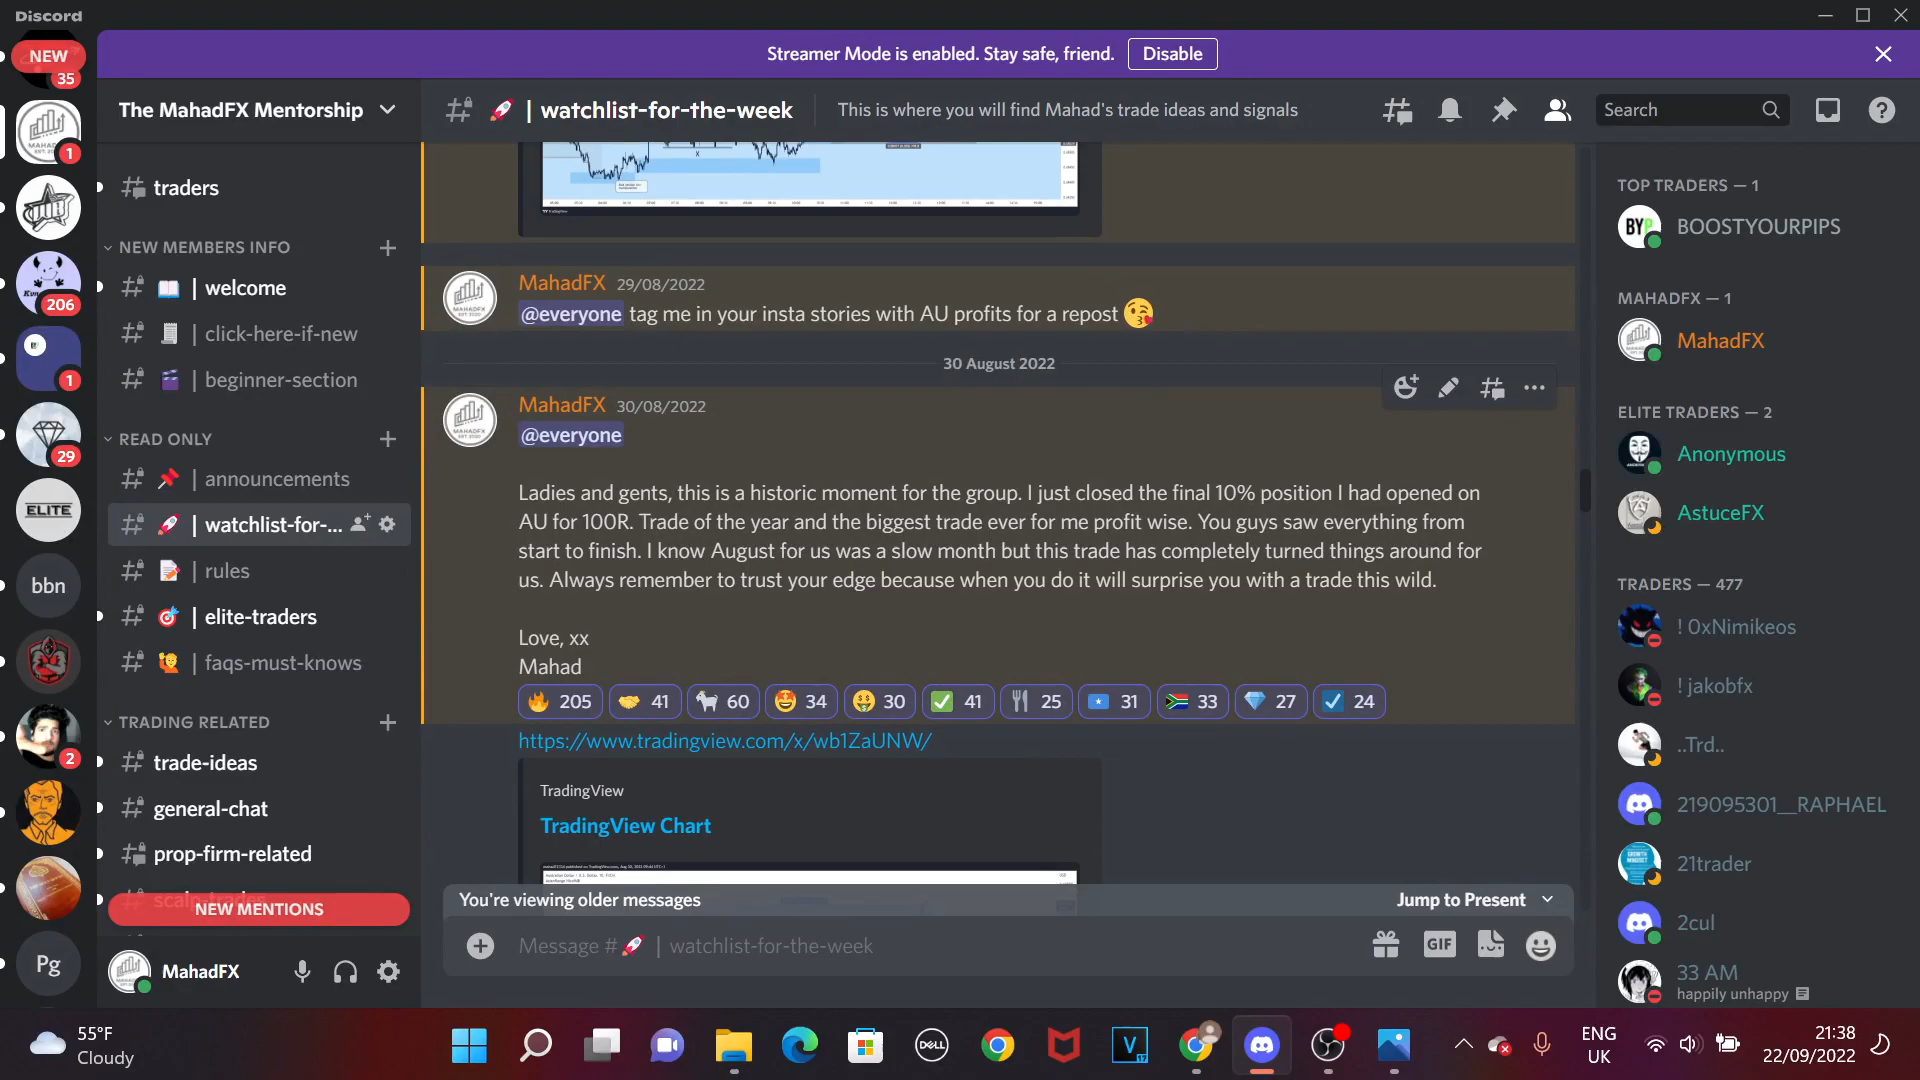 Discord
Streamer Mode is enabled. Stay safe, friend.
Disable
NEW
35
1
206
1
29
ELITE
bbn
2
Pg
The MahadFX Mentorship
traders
NEW MEMBERS INFO
| welcome
| click-here-if-new
| beginner-section
READ ONLY
| announcements
| watchlist-for-...
| rules
| elite-traders
| faqs-must-knows
TRADING RELATED
trade-ideas
general-chat
prop-firm-related
NEW MENTIONS
MahadFX
| watchlist-for-the-week
This is where you will find Mahad's trade ideas and signals
Search
MahadFX 29/08/2022
@everyone tag me in your insta stories with AU profits for a repost
30 August 2022
MahadFX 30/08/2022
@everyone
Ladies and gents, this is a historic moment for the group. I just closed the final 10% position I had opened on
AU for 100R. Trade of the year and the biggest trade ever for me profit wise. You guys saw everything from
start to finish. I know August for us was a slow month but this trade has completely turned things around for
us. Always remember to trust your edge because when you do it will surprise you with a trade this wild.
Love, xx
Mahad
205 41 60 34 30 41 25 31 33 27 24
https://www.tradingview.com/x/wb1ZaUNW/
TradingView
TradingView Chart
You're viewing older messages
Jump to Present
Message # | watchlist-for-the-week
GIF
TOP TRADERS — 1
BYP
BOOSTYOURPIPS
MAHADFX — 1
MahadFX
ELITE TRADERS — 2
Anonymous
AstuceFX
TRADERS — 477
! 0xNimikeos
! jakobfx
..Trd..
219095301__RAPHAEL
21trader
2cul
33 AM
happily unhappy
55°F
Cloudy
DELL
V
ENG
UK
21:38
22/09/2022